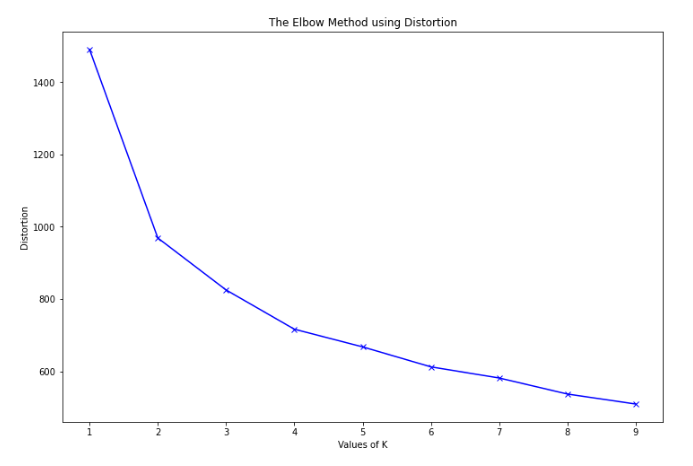 The Elbow Method using Distortion
1400
1200
1000
800
600
Distortion
1 2 3 4 5 6 7 8 9
Values of K